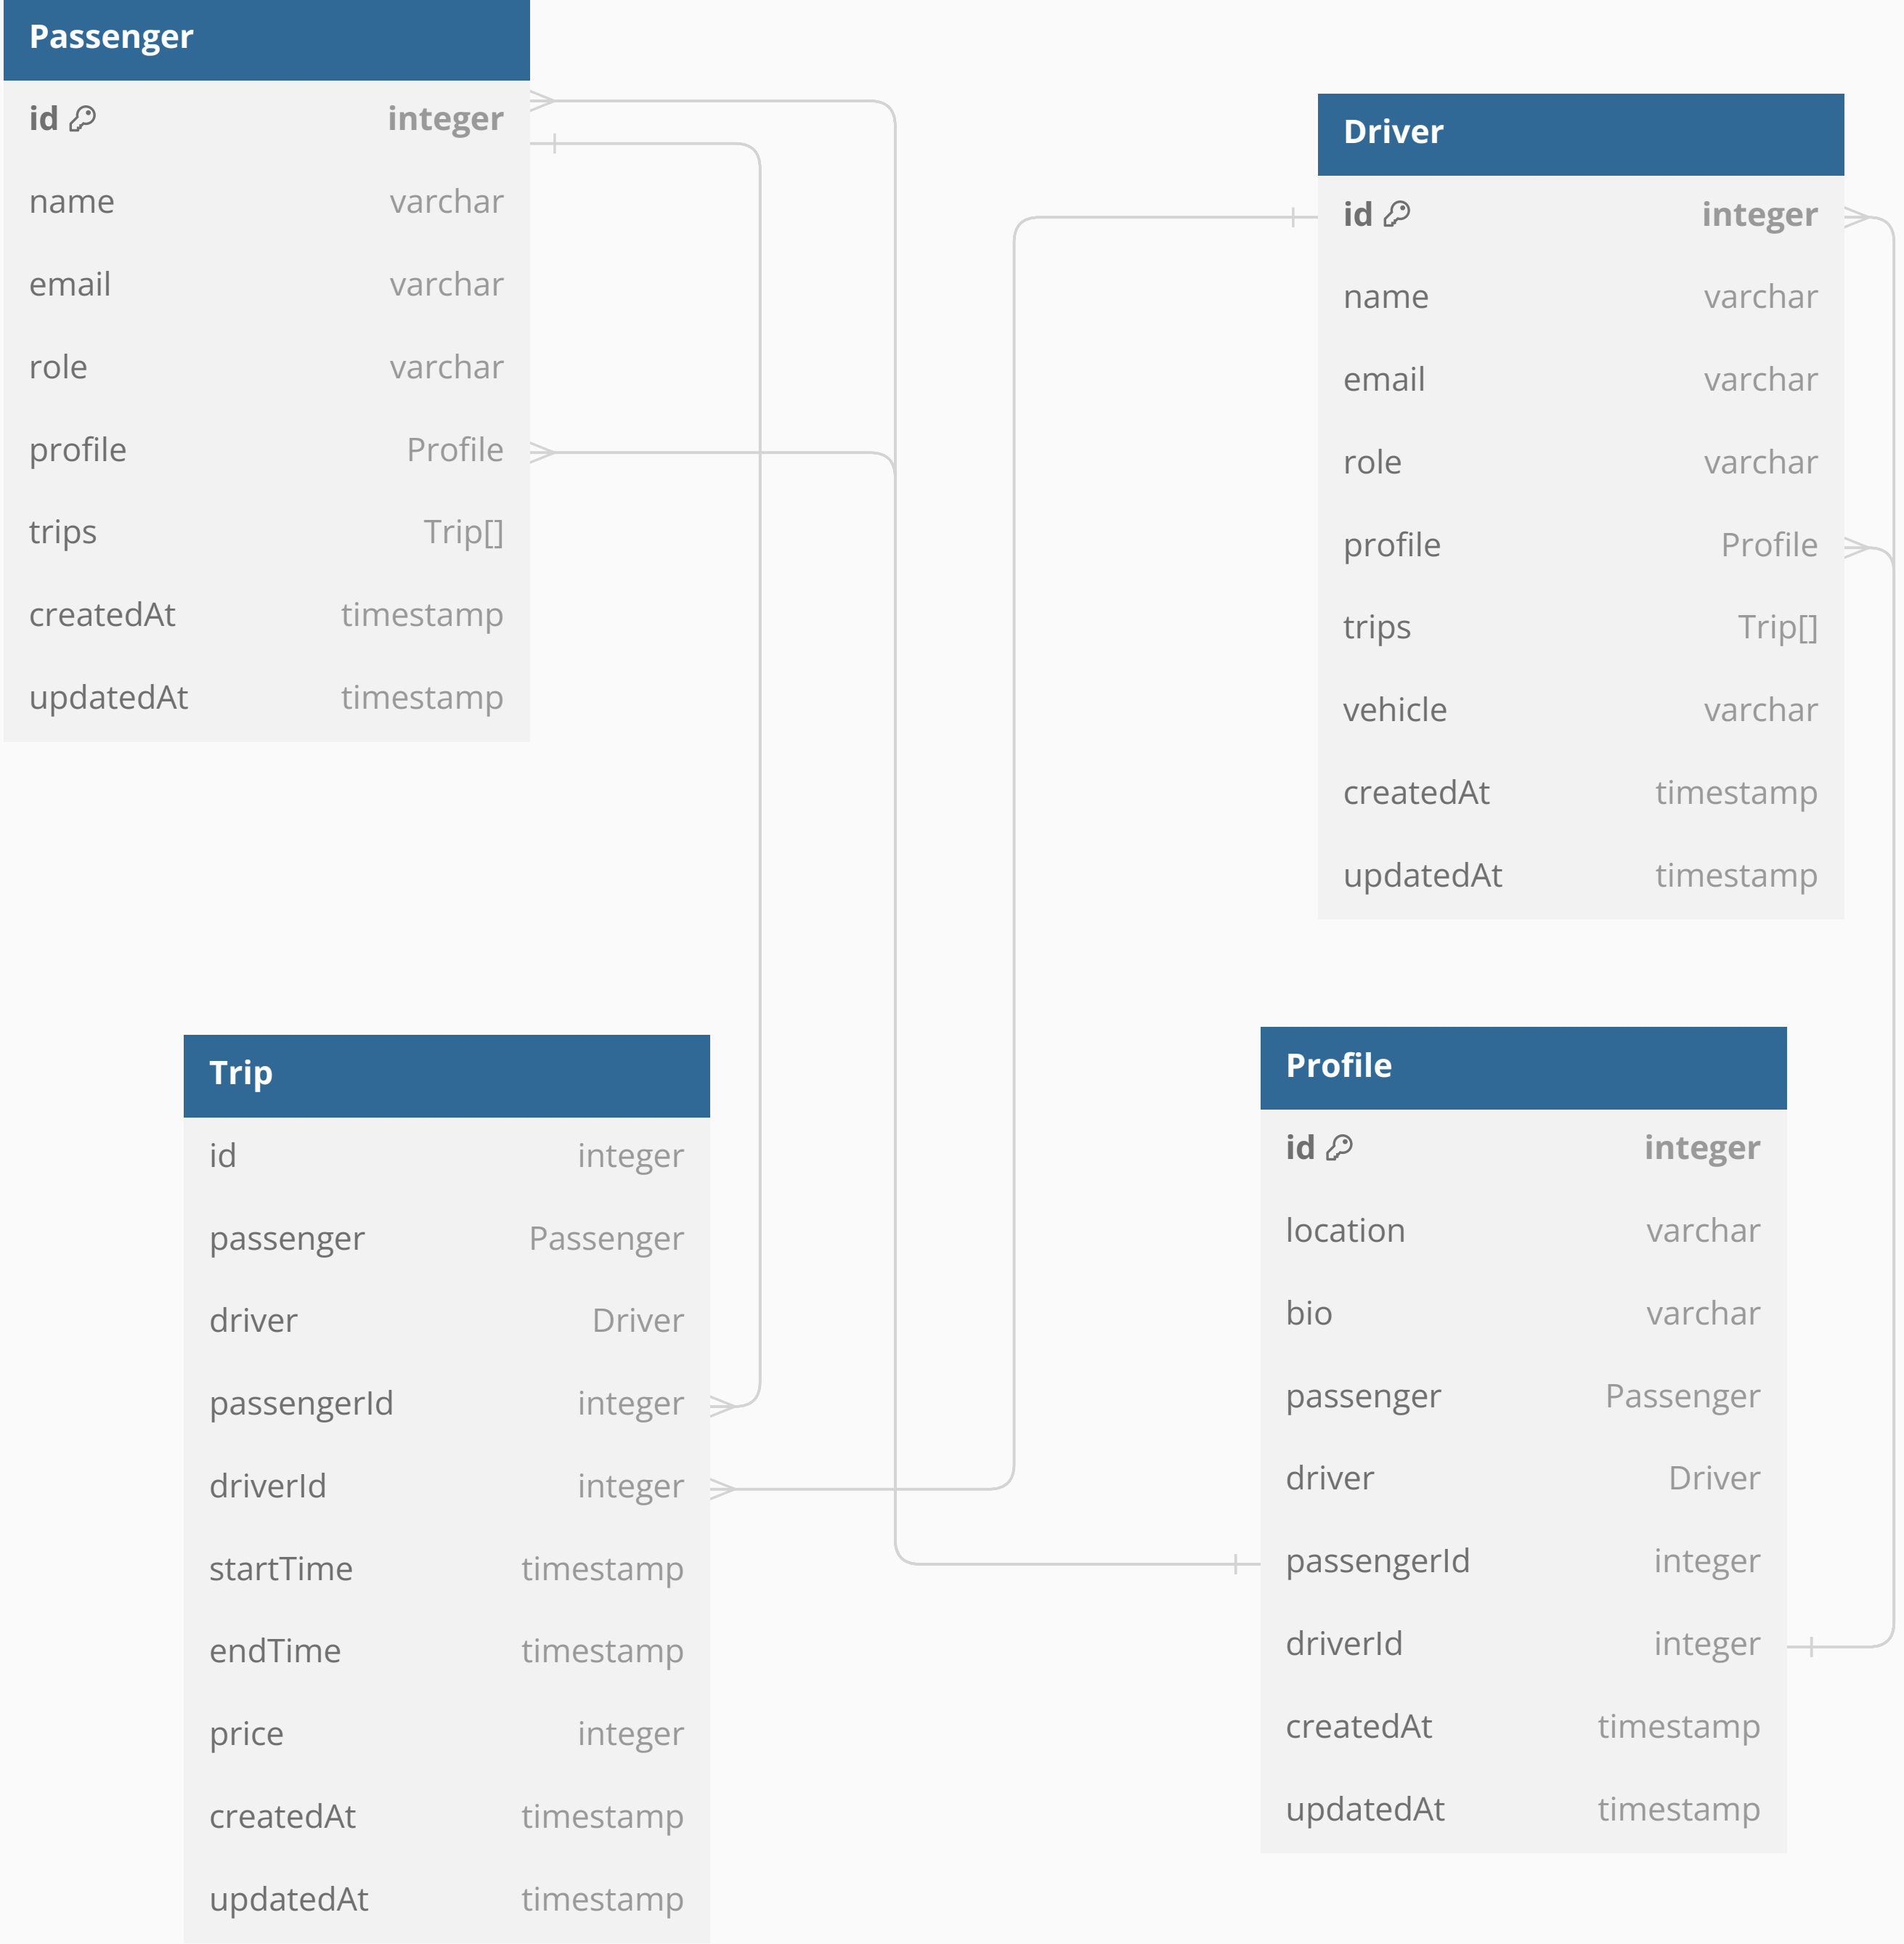 Passenger
id integer
name varchar
email varchar
role varchar
profile Profile
trips Trip[]
createdAt timestamp
updatedAt timestamp
Driver
id integer
name varchar
email varchar
role varchar
profile Profile
trips Trip[]
vehicle varchar
createdAt timestamp
updatedAt timestamp
Trip
id integer
passenger Passenger
driver Driver
passengerId integer
driverId integer
startTime timestamp
endTime timestamp
price integer
createdAt timestamp
updatedAt timestamp
Profile
id integer
location varchar
bio varchar
passenger Passenger
driver Driver
passengerId integer
driverId integer
createdAt timestamp
updatedAt timestamp